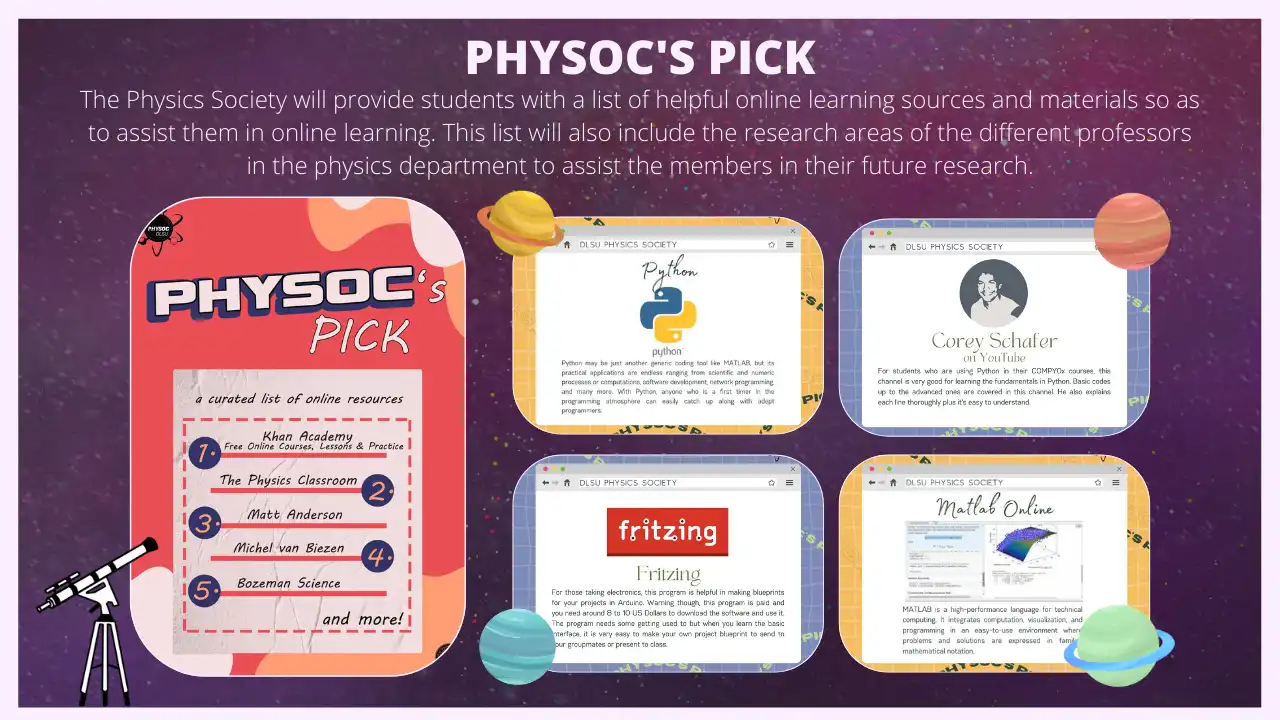 PHYSOC'S PICK
The Physics Society will provide students with a list of helpful online learning sources and materials so as
to assist them in online learning. This list will also include the research areas of the different professors
in the physics department to assist the members in their future research.
PHYSOC
DLSU
PHYSOC's
PICK
a curated list of online resources
1. Khan Academy
Free Online Courses, Lessons & Practice
The Physics Classroom 2.
3. Matt Anderson
Michel van Biezen 4.
5. Bozeman Science
and more!
DLSU PHYSICS SOCIETY
Python
python
Python may be just another generic coding tool like MATLAB, but its
practical applications are endless ranging from scientific and numeric
processes or computations, software development, network programming,
and many more. With Python, anyone who is a first timer in the
programming atmosphere can easily catch up along with adept
programmers.
PHYSOC'S P
DLSU PHYSICS SOCIETY
Corey Schafer
on YouTube
For students who are using Python in their COMPYOx courses, this
channel is very good for learning the fundamentals in Python. Basic codes
up to the advanced ones are covered in this channel. He also explains
each line thoroughly plus it's easy to understand.
PHYSOC'S P
DLSU PHYSICS SOCIETY
fritzing
Fritzing
For those taking electronics, this program is helpful in making blueprints
for your projects in Arduino. Warning though, this program is paid and
you need around 8 to 10 US Dollars to download the software and use it.
The program needs some getting used to but when you learn the basic
interface, it is very easy to make your own project blueprint to send to
your groupmates or present to class.
PHYSOC'S P
DLSU PHYSICS SOCIETY
Matlab Online
MATLAB is a high-performance language for technical
computing. It integrates computation, visualization, and
programming in an easy-to-use environment where
problems and solutions are expressed in
mathematical notation.
PHYSOC'S P